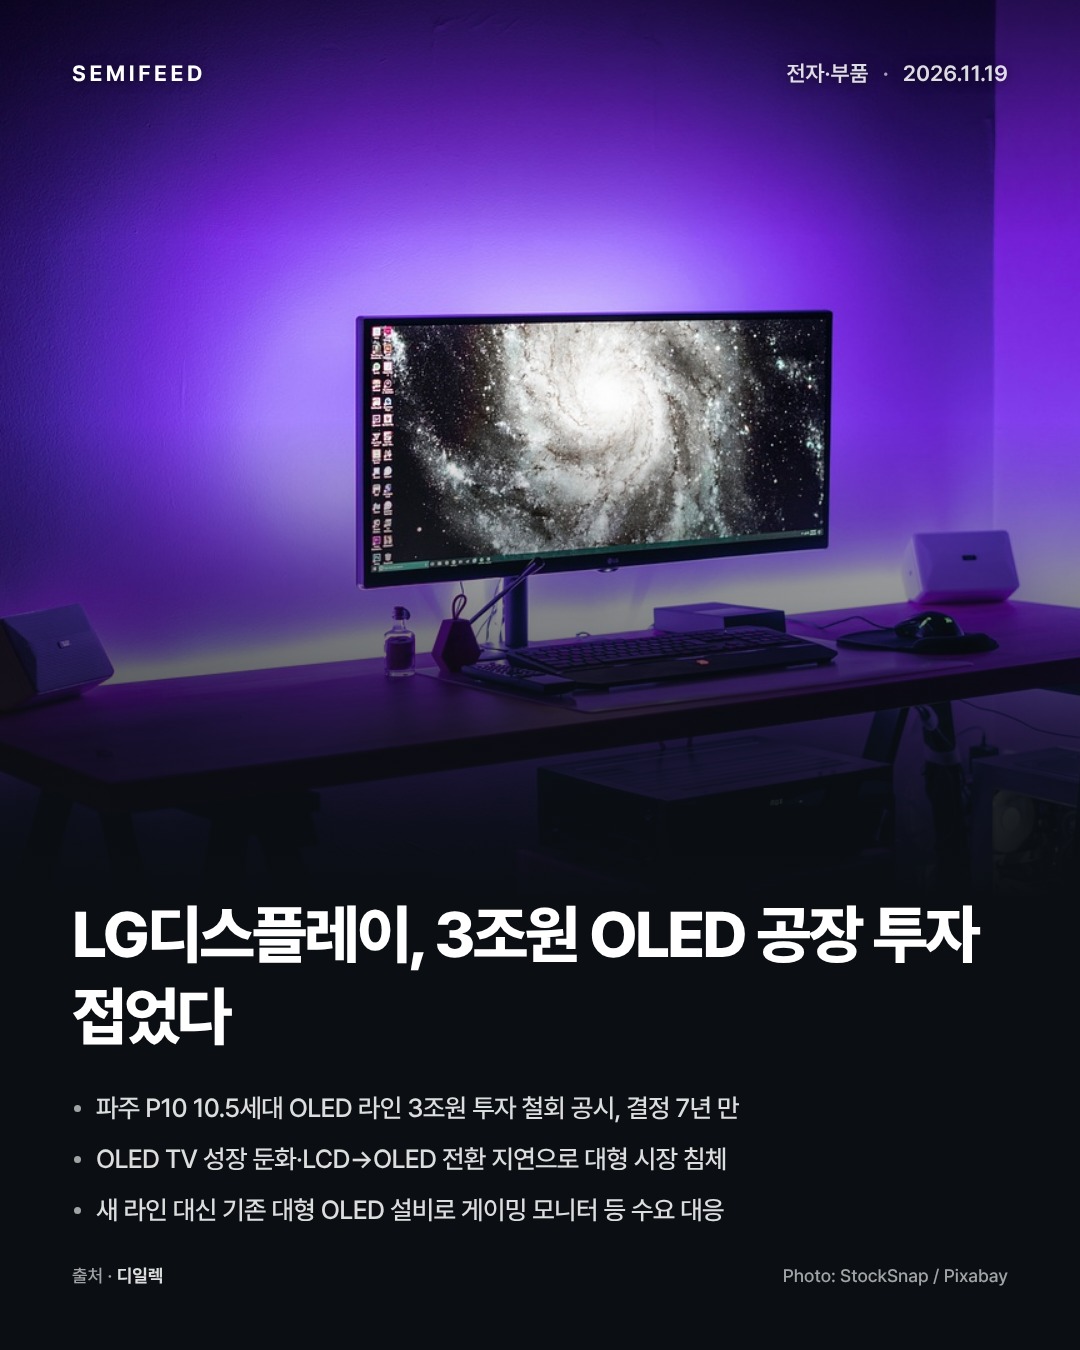 SEMIFEED
전자·부품 · 2026.11.19
LG디스플레이, 3조원 OLED 공장 투자
접었다
• 파주 P10 10.5세대 OLED 라인 3조원 투자 철회 공시, 결정 7년 만
• OLED TV 성장 둔화·LCD→OLED 전환 지연으로 대형 시장 침체
• 새 라인 대신 기존 대형 OLED 설비로 게이밍 모니터 등 수요 대응
출처 · 디일렉
Photo: StockSnap / Pixabay